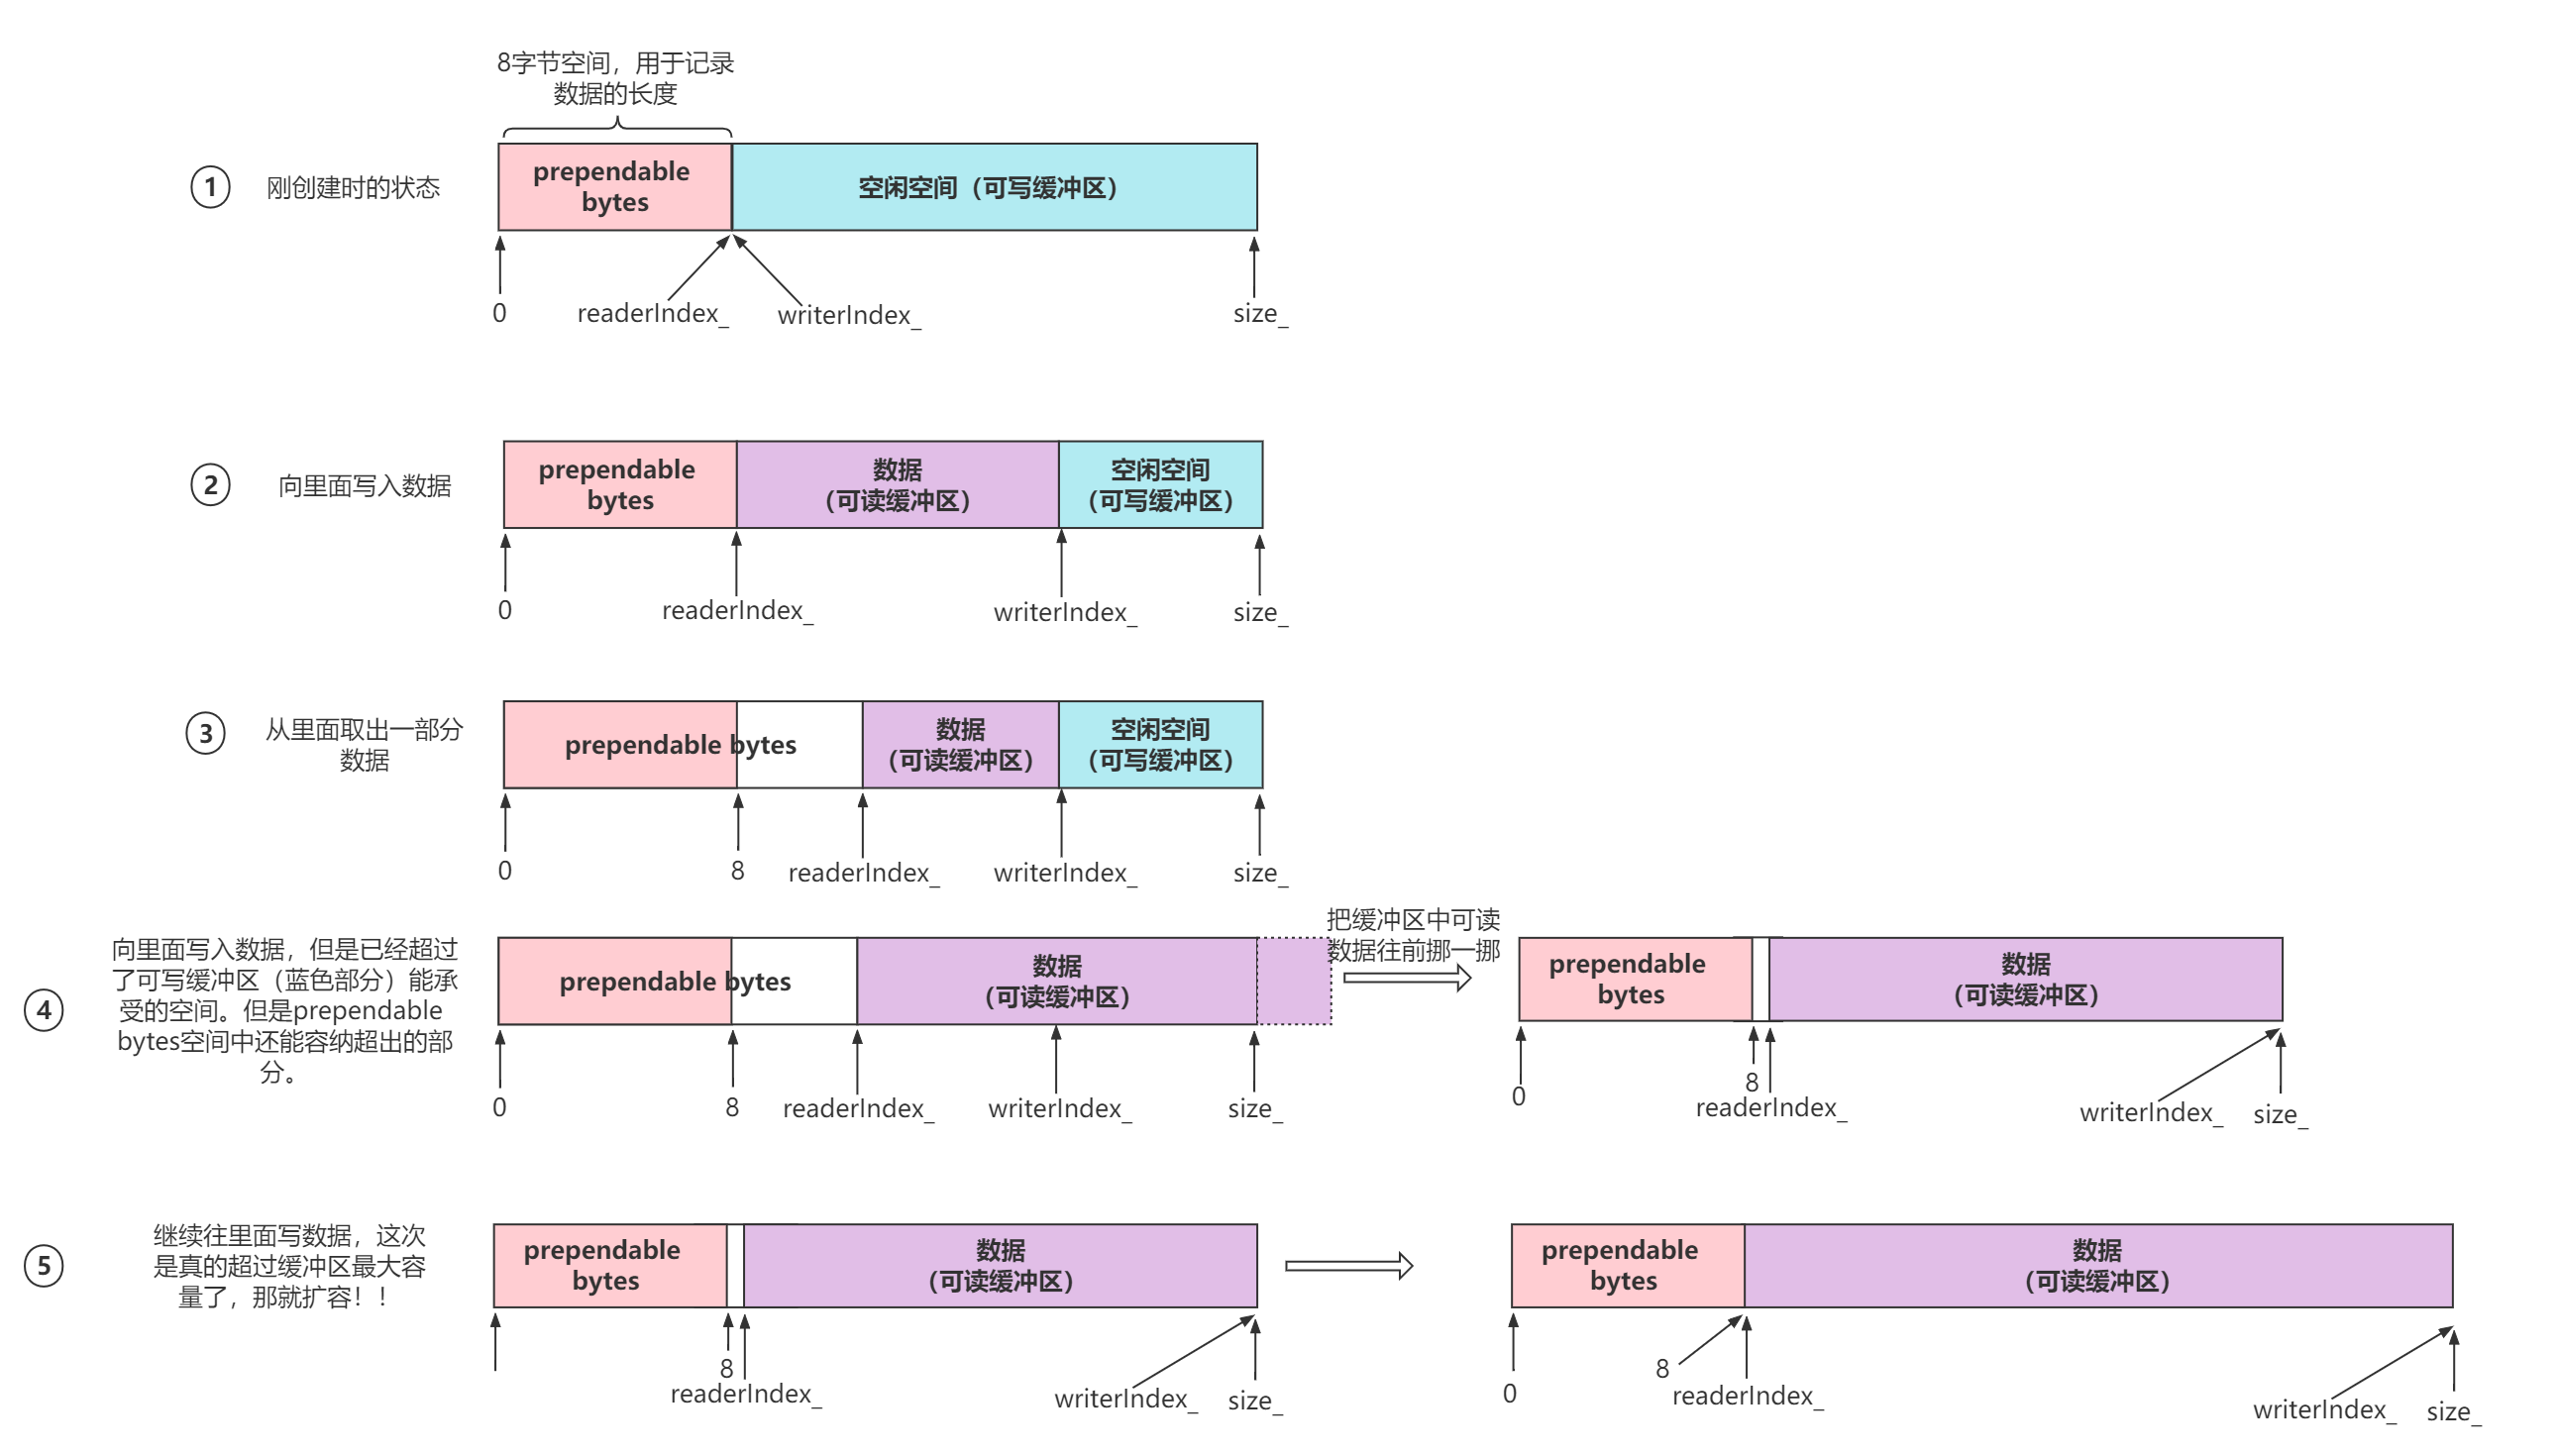 8字节空间，用于记录
数据的长度
1
刚创建时的状态
prependable
bytes
空闲空间（可写缓冲区）
0
readerIndex_
writerIndex_
size_
2
向里面写入数据
prependable
bytes
数据
（可读缓冲区）
空闲空间
（可写缓冲区）
0
readerIndex_
writerIndex_
size_
3
从里面取出一部分
数据
prependable bytes
数据
（可读缓冲区）
空闲空间
（可写缓冲区）
0
8
readerIndex_
writerIndex_
size_
4
向里面写入数据，但是已经超过
了可写缓冲区（蓝色部分）能承
受的空间。但是prependable
bytes空间中还能容纳超出的部
分。
prependable bytes
数据
（可读缓冲区）
0
8
readerIndex_
writerIndex_
size_
把缓冲区中可读
数据往前挪一挪
prependable
bytes
数据
（可读缓冲区）
0
8
readerIndex_
writerIndex_
size_
5
继续往里面写数据，这次
是真的超过缓冲区最大容
量了，那就扩容！！
prependable
bytes
数据
（可读缓冲区）
8
readerIndex_
writerIndex_
size_
prependable
bytes
数据
（可读缓冲区）
0
8
readerIndex_
writerIndex_
size_